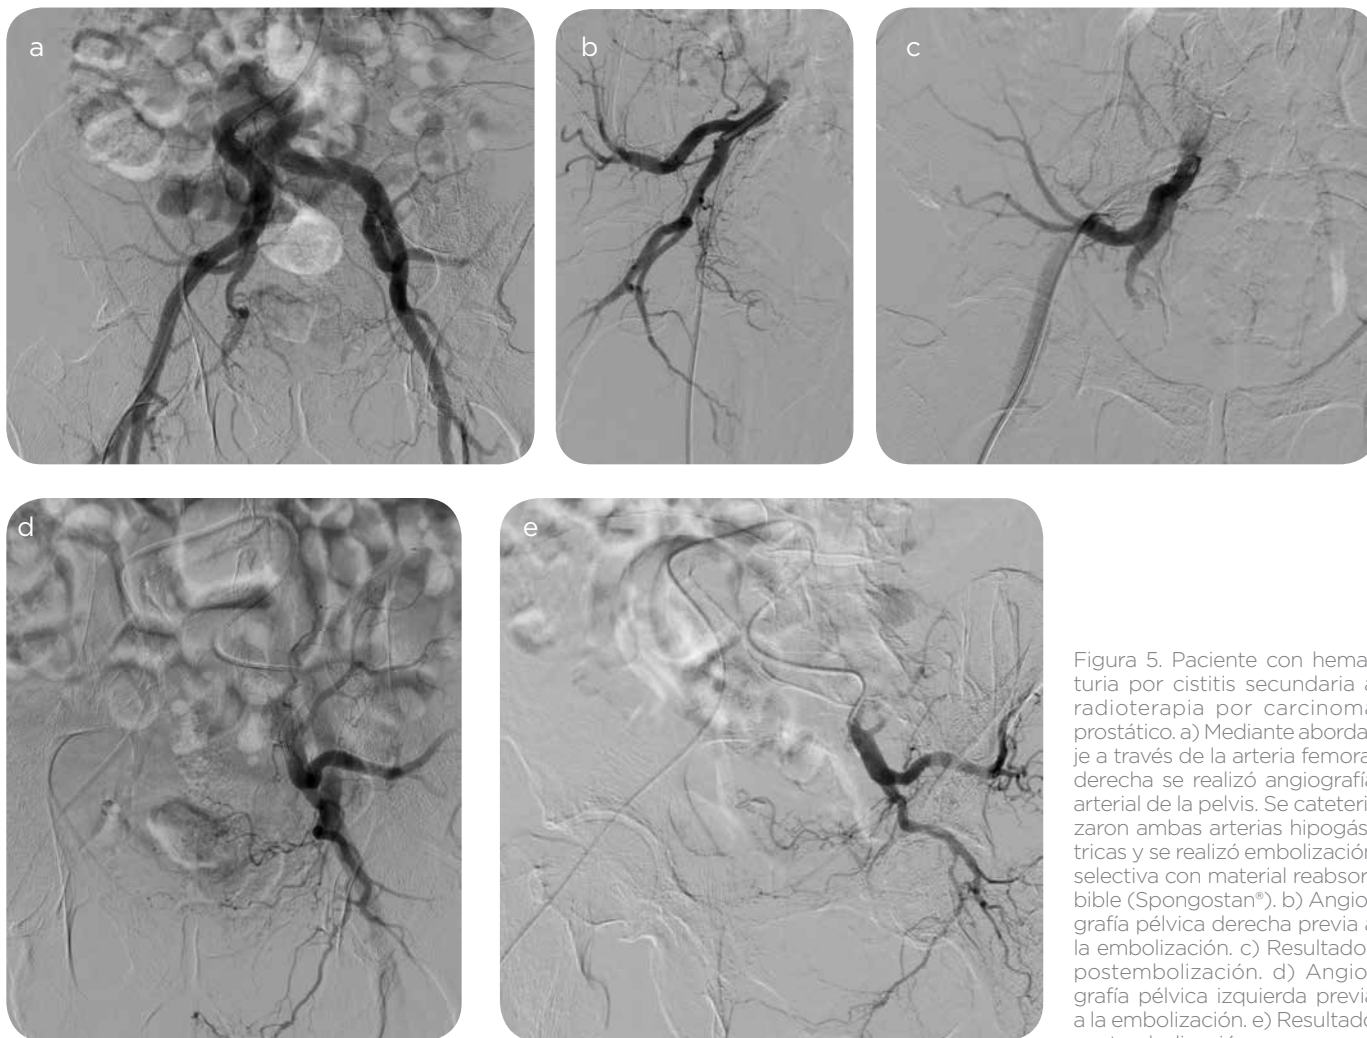 a
b
c
d
e
Figura 5. Paciente con hema
turia por cistitis secundaria a
radioterapia por carcinoma
prostático. a) Mediante aborda
je a través de la arteria femora
derecha se realizó angiografía
arterial de la pelvis. Se cateteri
zaron ambas arterias hipogás
tricas y se realizó embolización
selectiva con material reabsor
bible (Spongostan®). b) Angio
grafía pélvica derecha previa a
la embolización. c) Resultado
postembolización. d) Angio
grafía pélvica izquierda previa
a la embolización. e) Resultado